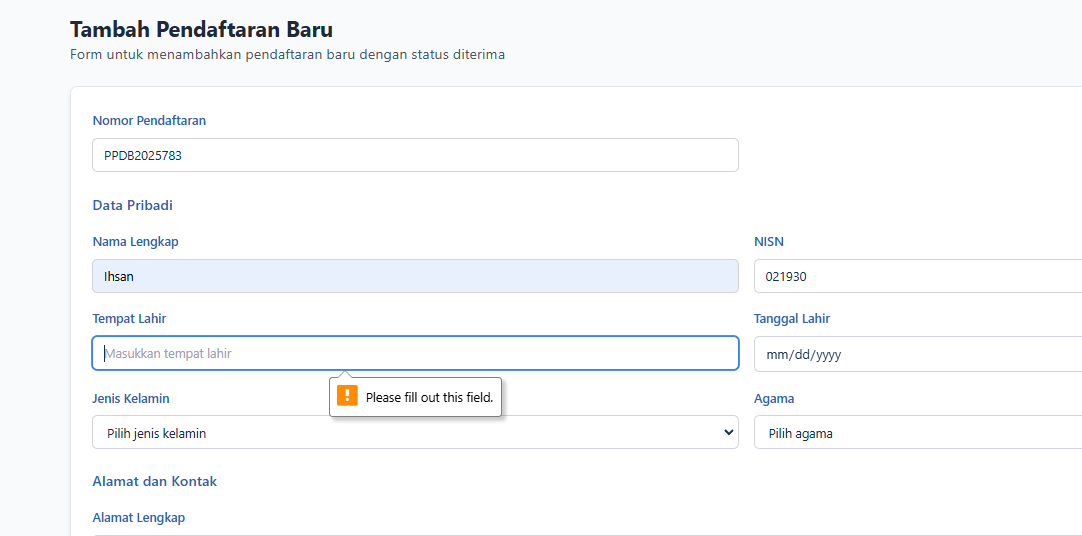 Tambah Pendaftaran Baru
Form untuk menambahkan pendaftaran baru dengan status diterima
Nomor Pendaftaran
PPDB2025783
Data Pribadi
Nama Lengkap
Ihsan
NISN
021930
Tempat Lahir
Masukkan tempat lahir
Tanggal Lahir
mm/dd/yyyy
Please fill out this field.
Jenis Kelamin
Pilih jenis kelamin
Agama
Pilih agama
Alamat dan Kontak
Alamat Lengkap